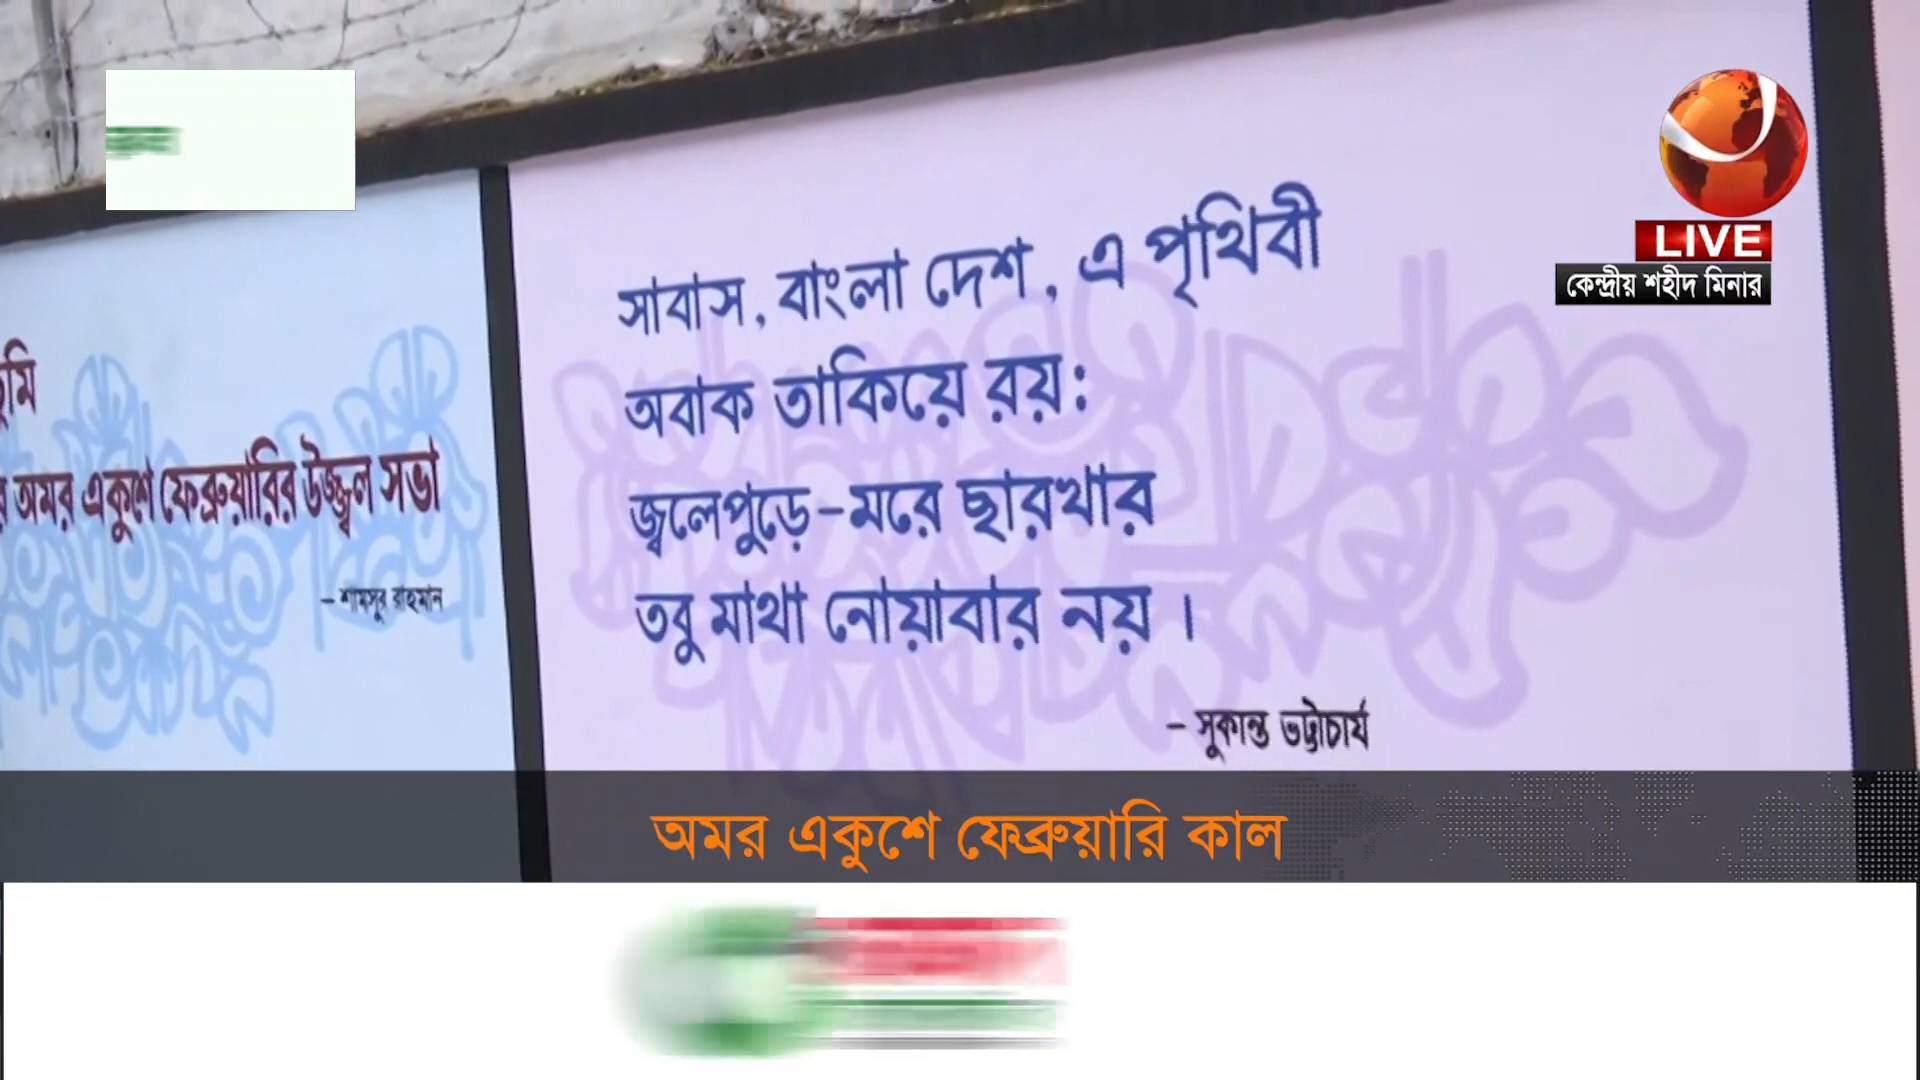 LIVE
কেন্দ্রীয় শহীদ মিনার
অমর একুশে ফেব্রুয়ারির উজ্জ্বল সভা
– শামসুর রাহমান
সাবাস, বাংলা দেশ, এ পৃথিবী
অবাক তাকিয়ে রয়:
জ্বলেপুড়ে-মরে ছারখার
তবু মাথা নোয়াবার নয়।
– সুকান্ত ভট্টাচার্য
অমর একুশে ফেব্রুয়ারি কাল